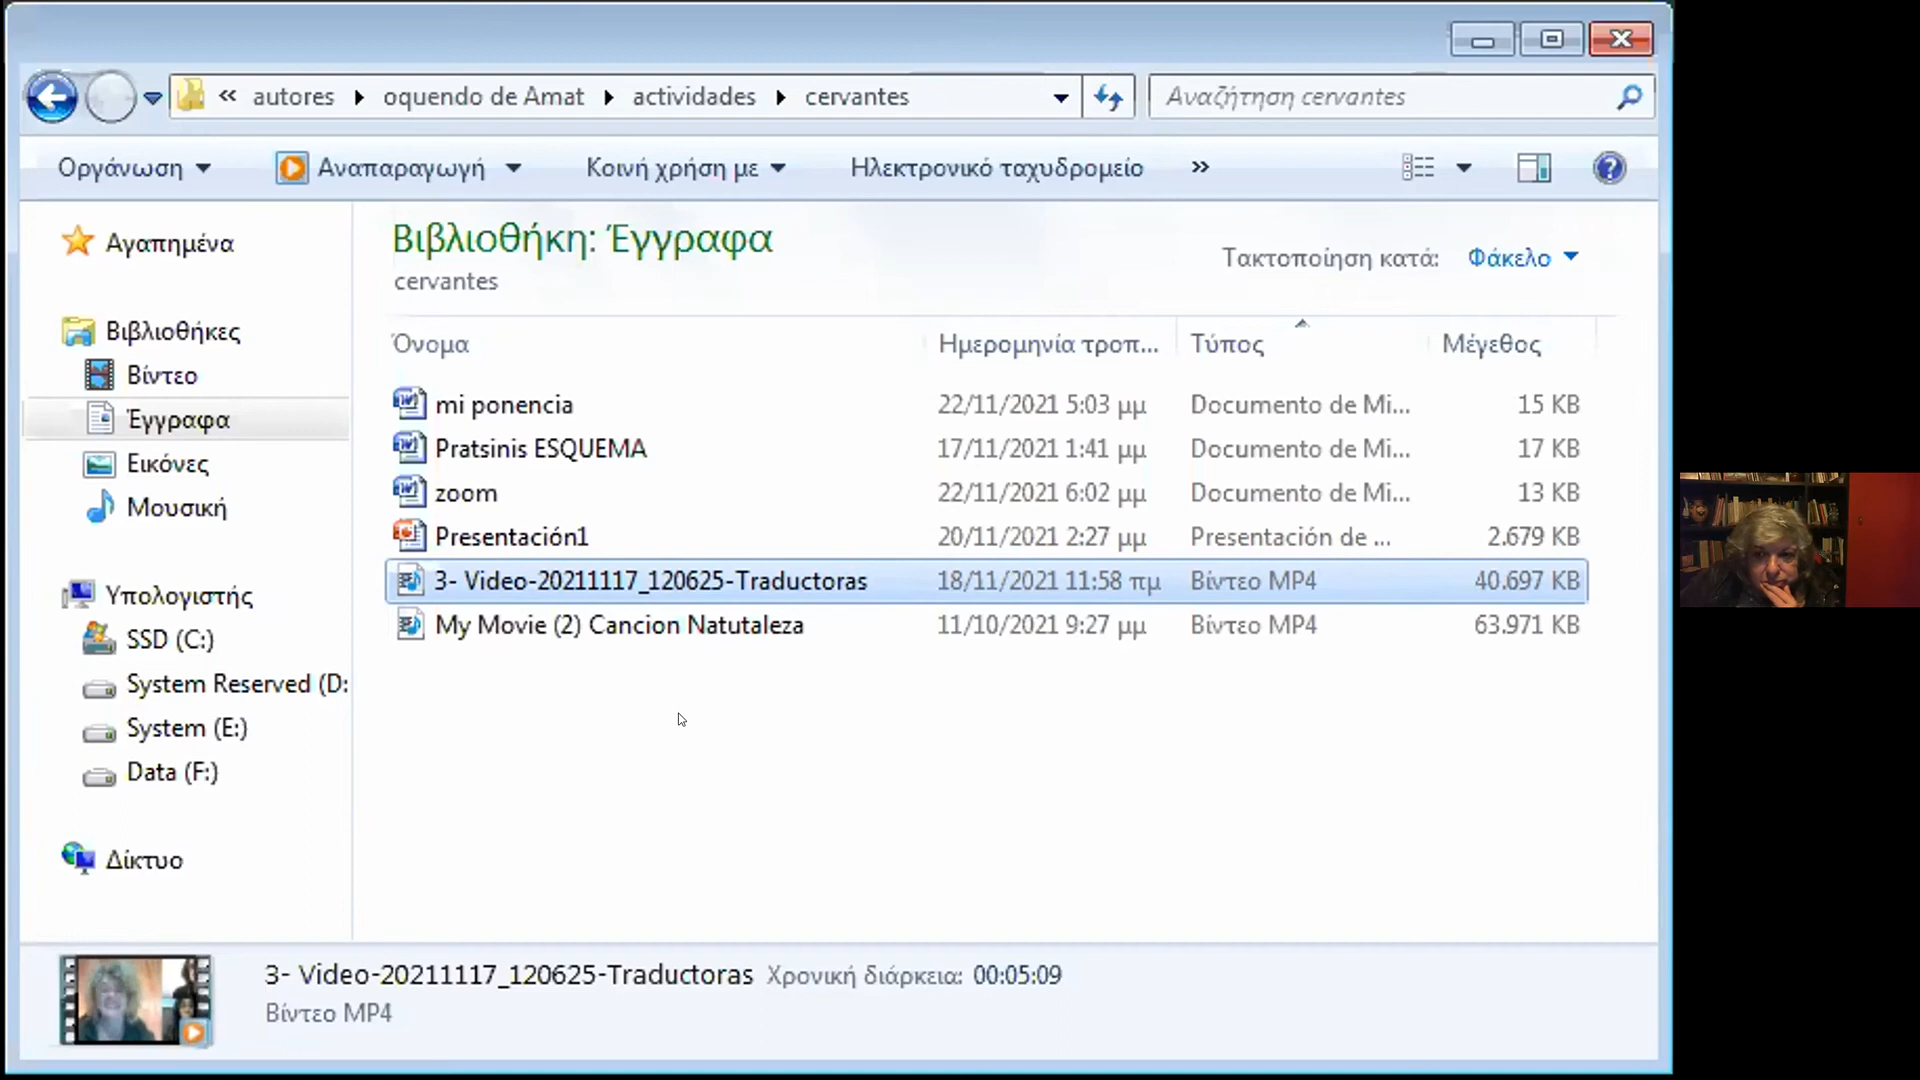 « autores ▸ oquendo de Amat ▸ actividades ▸ cervantes
Αναζήτηση cervantes
Οργάνωση
Αναπαραγωγή
Κοινή χρήση με
Ηλεκτρονικό ταχυδρομείο
»
Αγαπημένα
Βιβλιοθήκες
Βίντεο
Έγγραφα
Εικόνες
Μουσική
Υπολογιστής
SSD (C:)
System Reserved (D:
System (E:)
Data (F:)
Δίκτυο
Βιβλιοθήκη: Έγγραφα
cervantes
Τακτοποίηση κατά: Φάκελο
Όνομα Ημερομηνία τροπ... Τύπος Μέγεθος
mi ponencia 22/11/2021 5:03 μμ Documento de Mi... 15 KB
Pratsinis ESQUEMA 17/11/2021 1:41 μμ Documento de Mi... 17 KB
zoom 22/11/2021 6:02 μμ Documento de Mi... 13 KB
Presentación1 20/11/2021 2:27 μμ Presentación de ... 2.679 KB
3- Video-20211117_120625-Traductoras 18/11/2021 11:58 πμ Βίντεο MP4 40.697 KB
My Movie (2) Cancion Natutaleza 11/10/2021 9:27 μμ Βίντεο MP4 63.971 KB
3- Video-20211117_120625-Traductoras Χρονική διάρκεια: 00:05:09
Βίντεο MP4